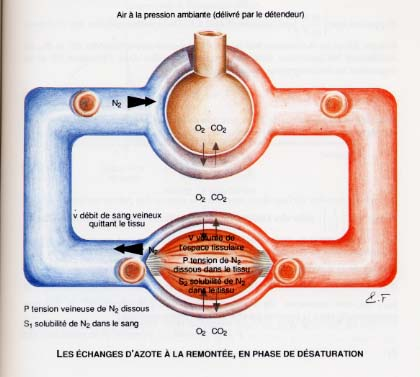 Air à la pression ambiante (délivré par le détendeur)
N₂
O₂ CO₂
O₂ CO₂
v̇ débit de sang veineux
quittant le tissu
N₂
V volume de
l'espace tissulaire
P tension de N₂
dissous dans le tissu
S₂ solubilité de N₂
dans le tissu
P tension veineuse de N₂ dissous
S₁ solubilité de N₂ dans le sang
O₂ CO₂
E.F
LES ÉCHANGES D'AZOTE À LA REMONTÉE, EN PHASE DE DÉSATURATION